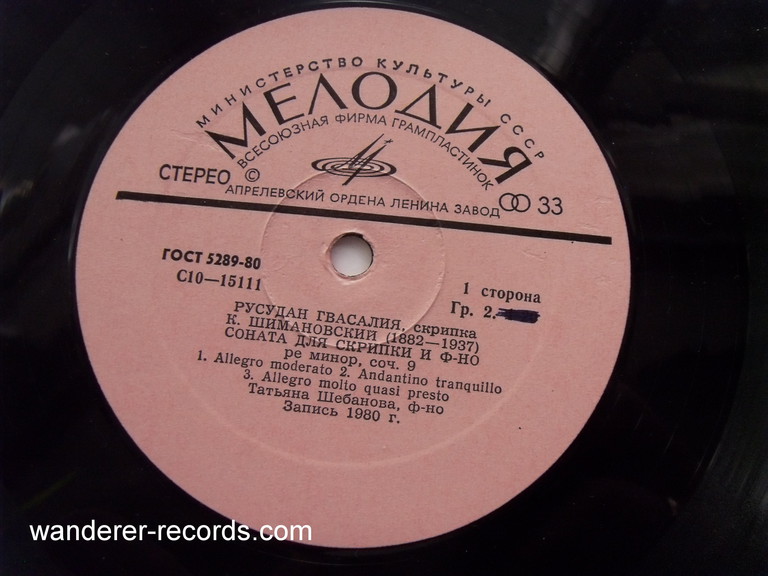 МИНИСТЕРСТВО КУЛЬТУРЫ СССР
МЕЛОДИЯ
ВСЕСОЮЗНАЯ ФИРМА ГРАМПЛАСТИНОК
СТЕРЕО ©
АПРЕЛЕВСКИЙ ОРДЕНА ЛЕНИНА ЗАВОД
33
ГОСТ 5289-80
С10—15111
1 сторона
Гр. 2.
РУСУДАН ГВАСАЛИЯ, скрипка
К. ШИМАНОВСКИЙ (1882—1937)
СОНАТА ДЛЯ СКРИПКИ И Ф-НО
ре минор, соч. 9
1. Allegro moderato 2. Andantino tranquillo
3. Allegro molto quasi presto
Татьяна Шебанова, ф-но
Запись 1980 г.
wanderer-records.com